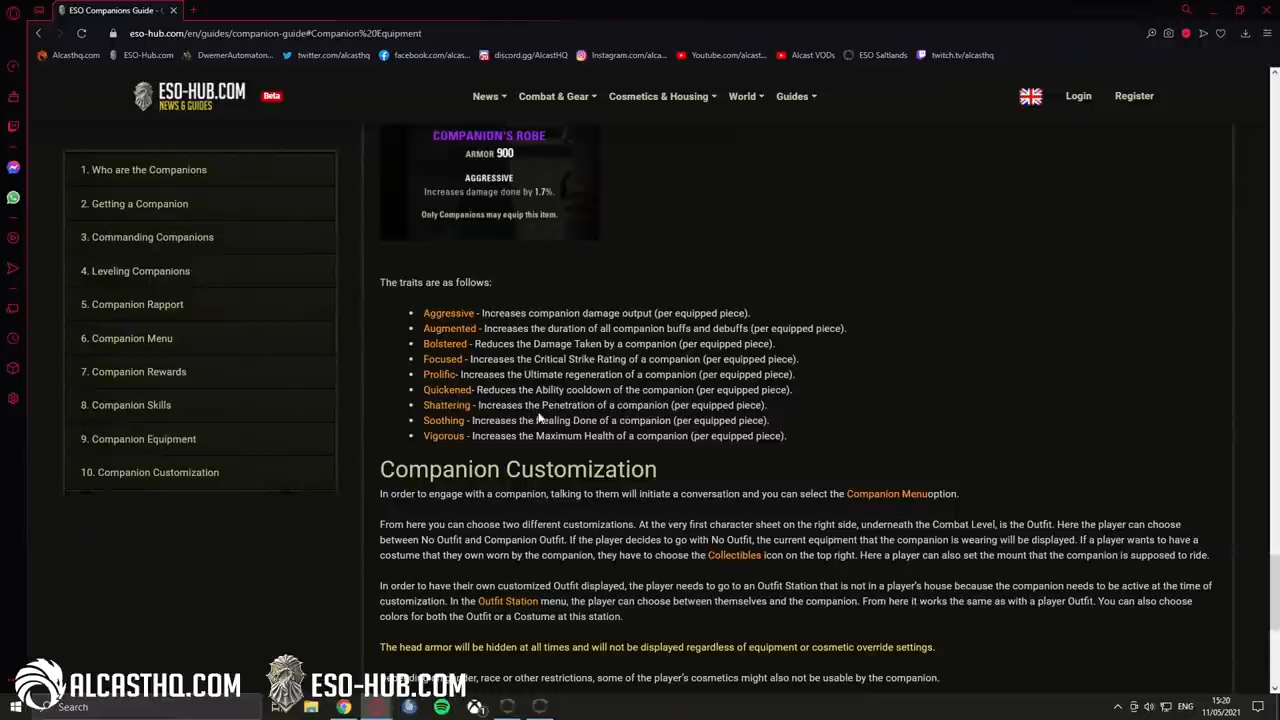 ESO Companions Guide -
eso-hub.com/en/guides/companion-guide#Companion%20Equipment
Alcasthq.com
ESO-Hub.com
DwemerAutomaton...
twitter.com/alcasthq
facebook.com/alcas...
discord.gg/AlcastHQ
Instagram.com/alca...
Youtube.com/alcast...
Alcast VODs
ESO Saltlands
twitch.tv/alcasthq
ESO-HUB.COM
NEWS & GUIDES
Beta
News
Combat & Gear
Cosmetics & Housing
World
Guides
Login
Register
1. Who are the Companions
2. Getting a Companion
3. Commanding Companions
4. Leveling Companions
5. Companion Rapport
6. Companion Menu
7. Companion Rewards
8. Companion Skills
9. Companion Equipment
10. Companion Customization
COMPANION'S ROBE
ARMOR 900
AGGRESSIVE
Increases damage done by 1.7%.
Only Companions may equip this item.
The traits are as follows:
Aggressive - Increases companion damage output (per equipped piece).
Augmented - Increases the duration of all companion buffs and debuffs (per equipped piece).
Bolstered - Reduces the Damage Taken by a companion (per equipped piece).
Focused - Increases the Critical Strike Rating of a companion (per equipped piece).
Prolific- Increases the Ultimate regeneration of a companion (per equipped piece).
Quickened- Reduces the Ability cooldown of the companion (per equipped piece).
Shattering - Increases the Penetration of a companion (per equipped piece).
Soothing - Increases the Healing Done of a companion (per equipped piece).
Vigorous - Increases the Maximum Health of a companion (per equipped piece).
Companion Customization
In order to engage with a companion, talking to them will initiate a conversation and you can select the Companion Menuoption.
From here you can choose two different customizations. At the very first character sheet on the right side, underneath the Combat Level, is the Outfit. Here the player can choose
between No Outfit and Companion Outfit. If the player decides to go with No Outfit, the current equipment that the companion is wearing will be displayed. If a player wants to have a
costume that they own worn by the companion, they have to choose the Collectibles icon on the top right. Here a player can also set the mount that the companion is supposed to ride.
In order to have their own customized Outfit displayed, the player needs to go to an Outfit Station that is not in a player's house because the companion needs to be active at the time of
customization. In the Outfit Station menu, the player can choose between themselves and the companion. From here it works the same as with a player Outfit. You can also choose
colors for both the Outfit or a Costume at this station.
The head armor will be hidden at all times and will not be displayed regardless of equipment or cosmetic override settings.
race or other restrictions, some of the player's cosmetics might also not be usable by the companion.
ALCASTHQ.COM
ESO-HUB.COM
Search
ENG
15:20
11/05/2021